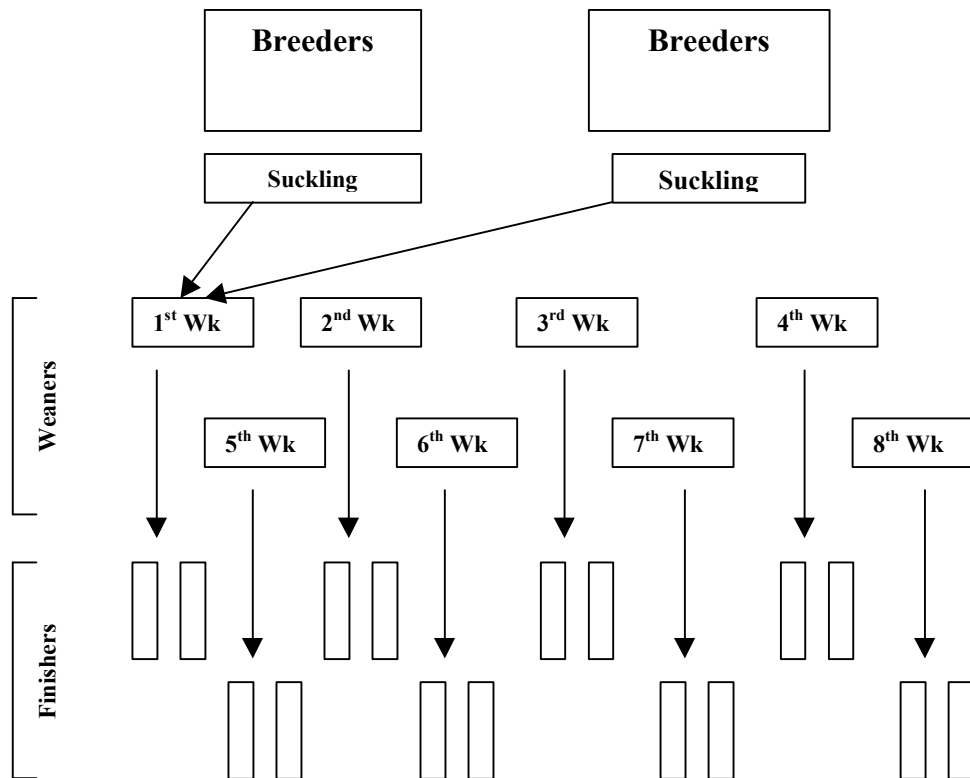 Breeders
Breeders
Suckling
Suckling
Weaners
1st Wk
2nd Wk
3rd Wk
4th Wk
5th Wk
6th Wk
7th Wk
8th Wk
Finishers